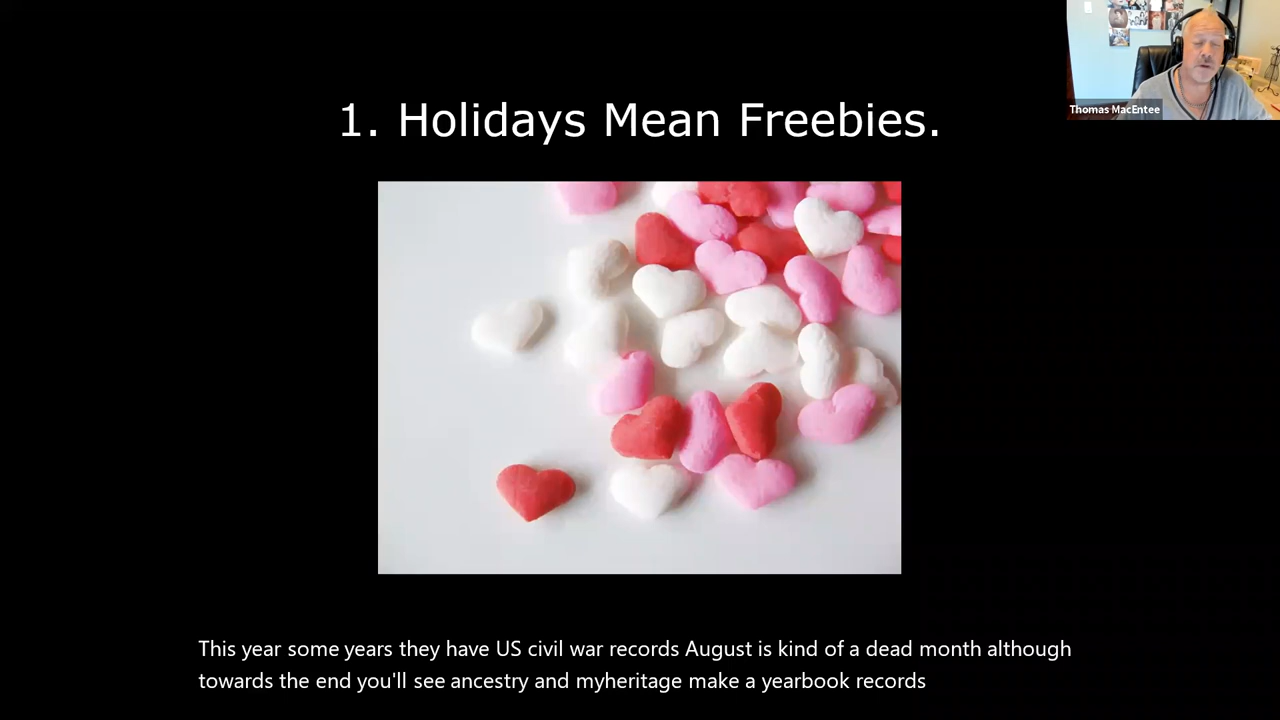 Thomas MacEntee
1. Holidays Mean Freebies.
This year some years they have US civil war records August is kind of a dead month although
towards the end you'll see ancestry and myheritage make a yearbook records